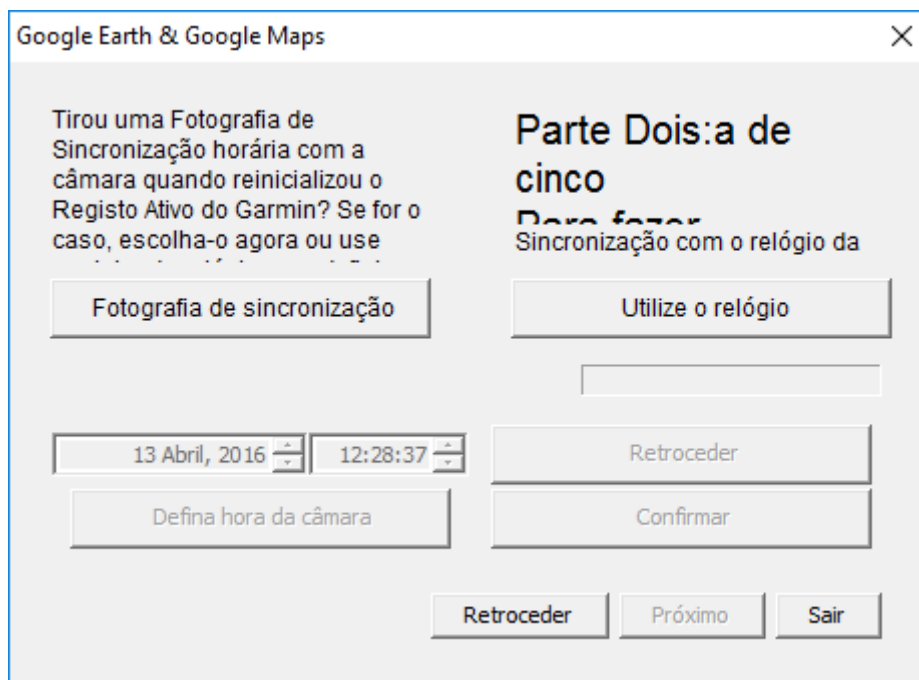 Google Earth & Google Maps
Tirou uma Fotografia de
Sincronização horária com a
câmara quando reinicializou o
Registo Ativo do Garmin? Se for o
caso, escolha-o agora ou use
Parte Dois:a de
cinco
Para fazer
Sincronização com o relógio da
Fotografia de sincronização
Utilize o relógio
13 Abril, 2016
12:28:37
Retroceder
Defina hora da câmara
Confirmar
Retroceder
Próximo
Sair